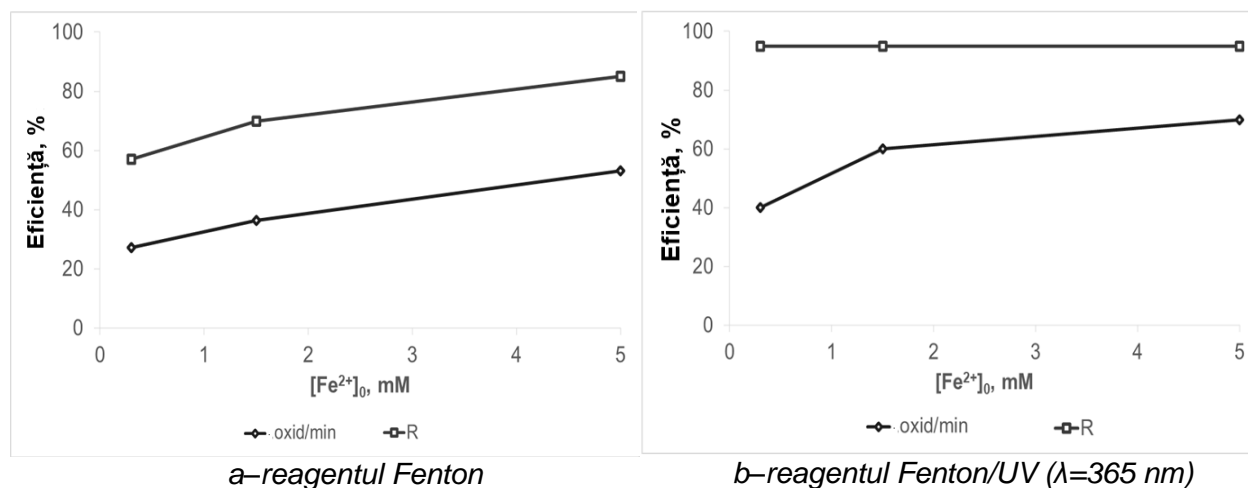 100
80
60
40
20
0
Eficiență, %
0 1 2 3 4 5
[Fe²⁺]₀, mM
oxid/min R
a–reagentul Fenton
100
80
60
40
20
0
Eficiență, %
0 1 2 3 4 5
[Fe²⁺]₀, mM
oxid/min R
b–reagentul Fenton/UV (λ=365 nm)